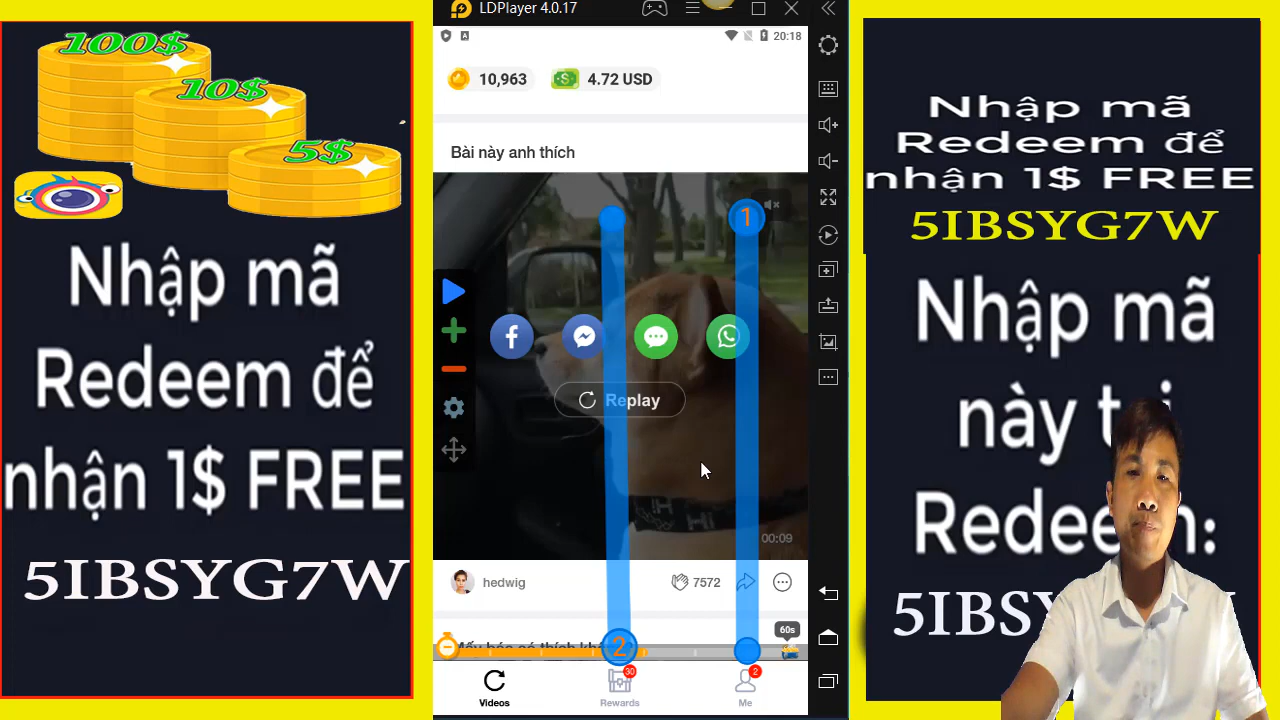 100$
10$
5$
Nhập mã
Redeem để
nhận 1$ FREE
5IBSYG7W
LDPlayer 4.0.17
20:18
10,963
4.72 USD
Bài này anh thích
1
Replay
00:09
hedwig
7572
60s
2
30
2
Videos
Rewards
Me
Nhập mã
Redeem để
nhận 1$ FREE
5IBSYG7W
Nhập mã
này